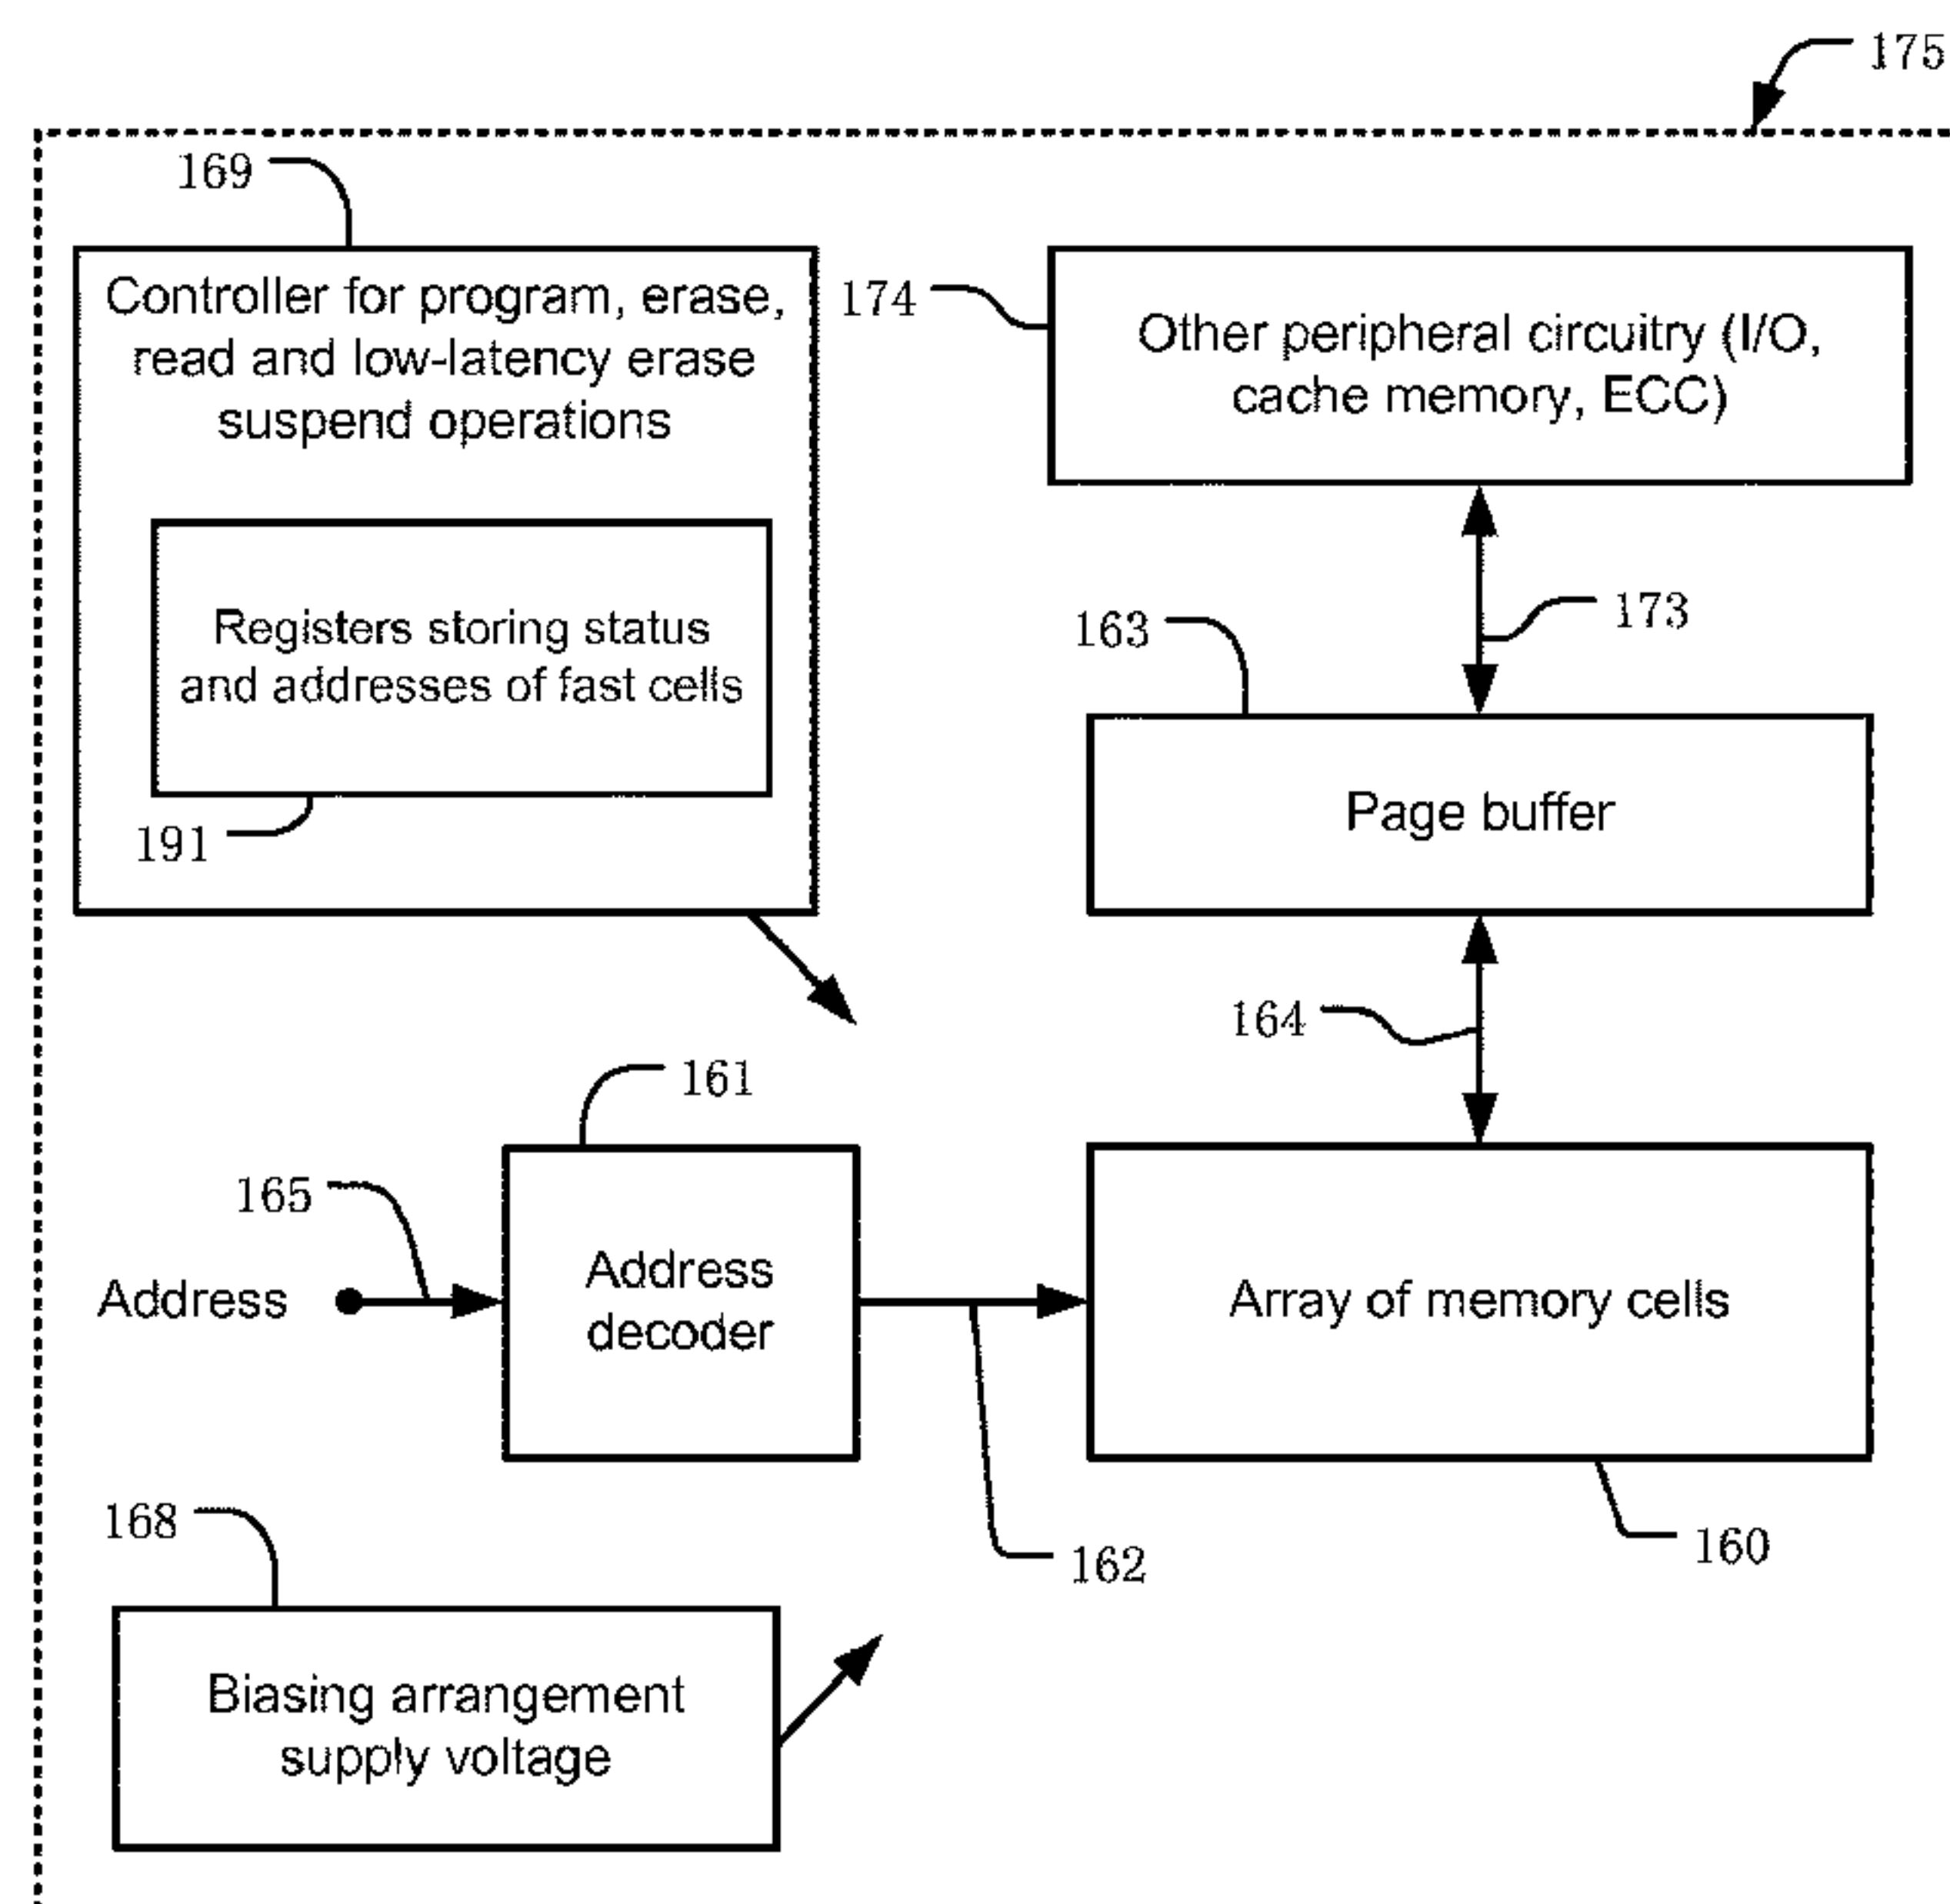 175
169
Controller for program, erase,
read and low-latency erase
suspend operations
174
Other peripheral circuitry (I/O,
cache memory, ECC)
Registers storing status
and addresses of fast cells
191
173
163
Page buffer
164
161
165
Address
Address
decoder
Array of memory cells
162
160
168
Biasing arrangement
supply voltage